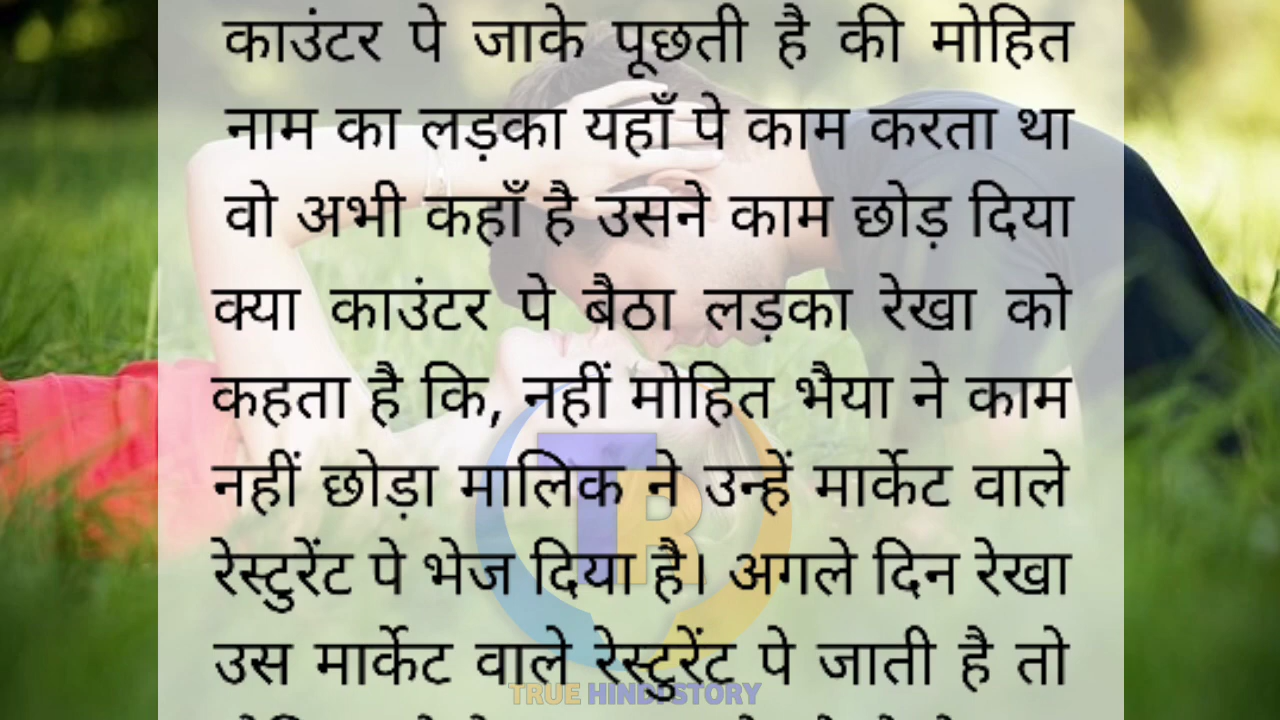 काउंटर पे जाके पूछती है की मोहित
नाम का लड़का यहाँ पे काम करता था
वो अभी कहाँ है उसने काम छोड़ दिया
क्या काउंटर पे बैठा लड़का रेखा को
कहता है कि, नहीं मोहित भैया ने काम
नहीं छोड़ा मालिक ने उन्हें मार्केट वाले
रेस्टुरेंट पे भेज दिया है। अगले दिन रेखा
उस मार्केट वाले रेस्टुरेंट पे जाती है तो
TR
TRUE HINDI STORY